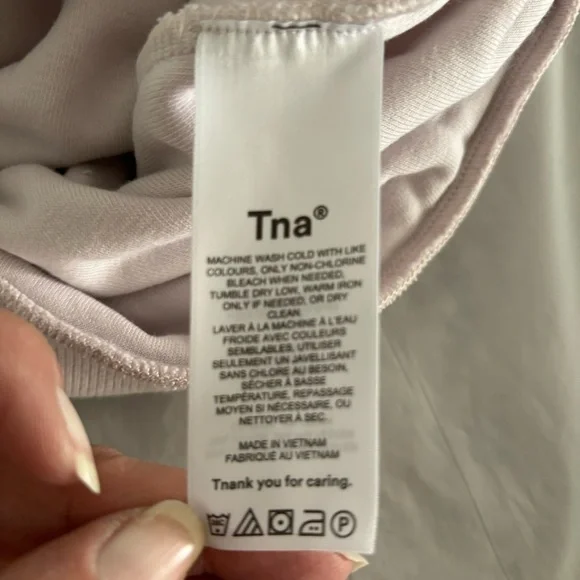 Tna®
MACHINE WASH COLD WITH LIKE
COLOURS, ONLY NON-CHLORINE
BLEACH WHEN NEEDED,
TUMBLE DRY LOW, WARM IRON
ONLY IF NEEDED, OR DRY
CLEAN.
LAVER À LA MACHINE À L'EAU
FROIDE AVEC COULEURS
SEMBLABLES, UTILISER
SEULEMENT UN JAVELLISANT
SANS CHLORE AU BESOIN,
SÉCHER À BASSE
TEMPÉRATURE, REPASSAGE
MOYEN SI NÉCESSAIRE, OU
NETTOYER À SEC.
MADE IN VIETNAM
FABRIQUÉ AU VIETNAM
Tnank you for caring.
P